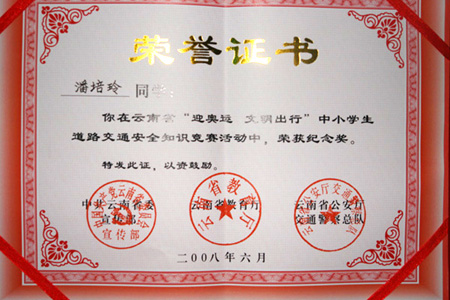 荣誉证书
潘培玲 同学:
你在云南省“迎奥运 文明出行”中小学生
道路交通安全知识竞赛活动中,荣获纪念奖。
特发此证,以资鼓励。
中共云南省委 云南省教育厅 云南省公安厅
宣传部 交通警察总队
二00八年六月